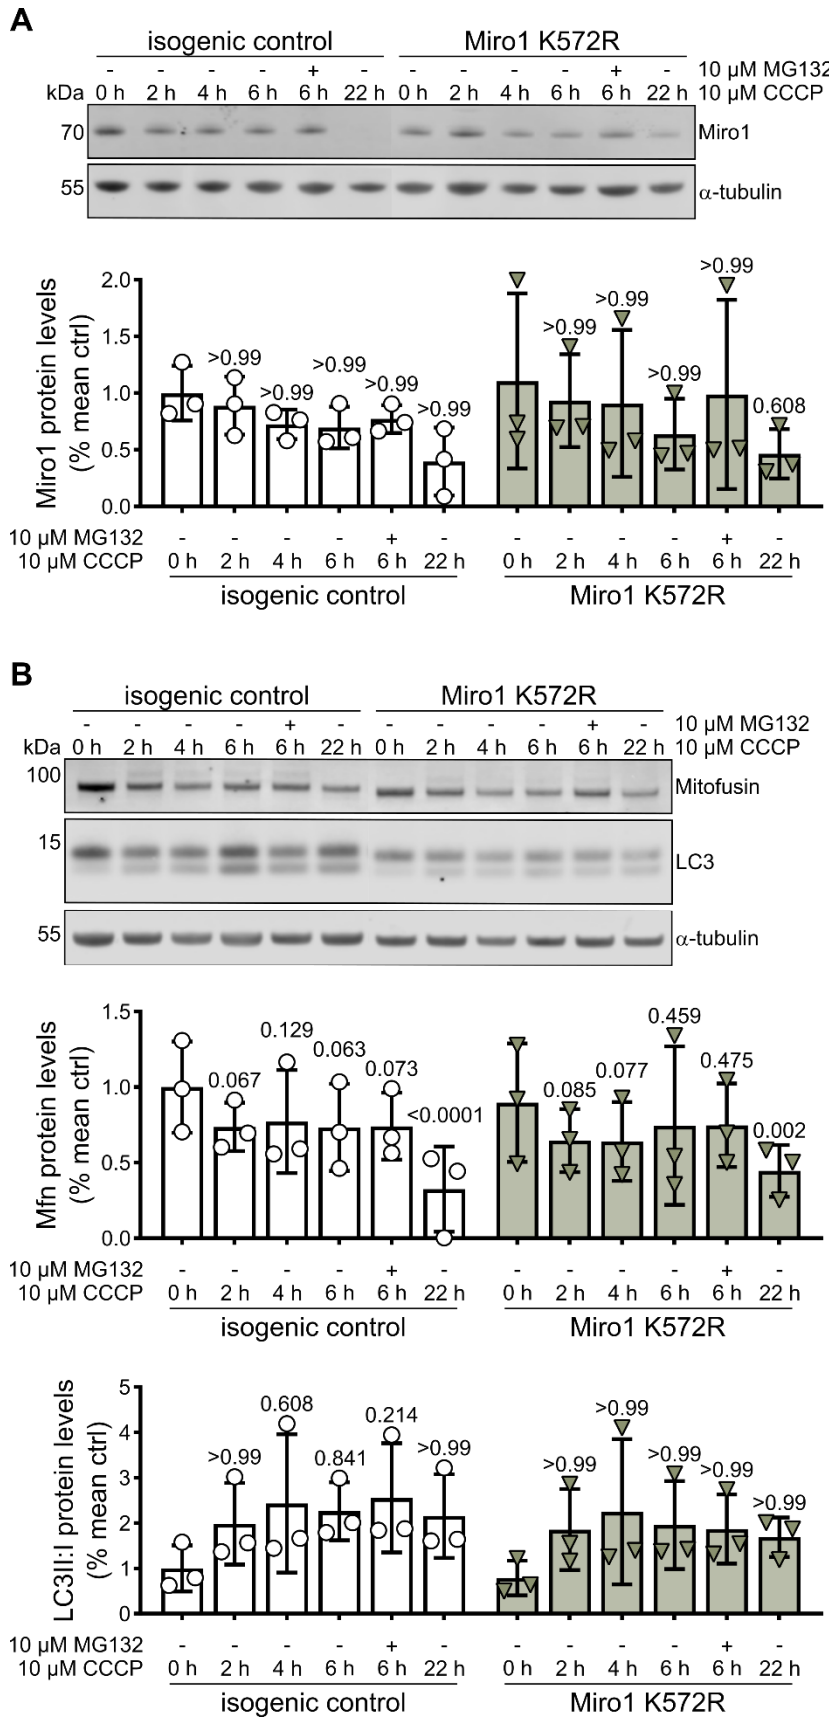 A
isogenic control Miro1 K572R
- - - - + - - - - - + - 10 µM MG132
kDa 0 h 2 h 4 h 6 h 6 h 22 h 0 h 2 h 4 h 6 h 6 h 22 h 10 µM CCCP
70 Miro1
55 α-tubulin
Miro1 protein levels
(% mean ctrl)
2.0
1.5
1.0
0.5
0.0
>0.99 >0.99 >0.99 >0.99 >0.99 >0.99 >0.99 >0.99 >0.99 0.608
10 µM MG132 - - - - + - - - - - + -
10 µM CCCP 0 h 2 h 4 h 6 h 6 h 22 h 0 h 2 h 4 h 6 h 6 h 22 h
isogenic control Miro1 K572R
B
isogenic control Miro1 K572R
- - - - + - - - - - + - 10 µM MG132
kDa 0 h 2 h 4 h 6 h 6 h 22 h 0 h 2 h 4 h 6 h 6 h 22 h 10 µM CCCP
100 Mitofusin
15 LC3
55 α-tubulin
Mfn protein levels
(% mean ctrl)
1.5
1.0
0.5
0.0
0.067 0.129 0.063 0.073 <0.0001 0.085 0.077 0.459 0.475 0.002
10 µM MG132 - - - - + - - - - - + -
10 µM CCCP 0 h 2 h 4 h 6 h 6 h 22 h 0 h 2 h 4 h 6 h 6 h 22 h
isogenic control Miro1 K572R
LC3II:I protein levels
(% mean ctrl)
5
4
3
2
1
0
>0.99 0.608 0.841 0.214 >0.99 >0.99 >0.99 >0.99 >0.99 >0.99
10 µM MG132 - - - - + - - - - - + -
10 µM CCCP 0 h 2 h 4 h 6 h 6 h 22 h 0 h 2 h 4 h 6 h 6 h 22 h
isogenic control Miro1 K572R